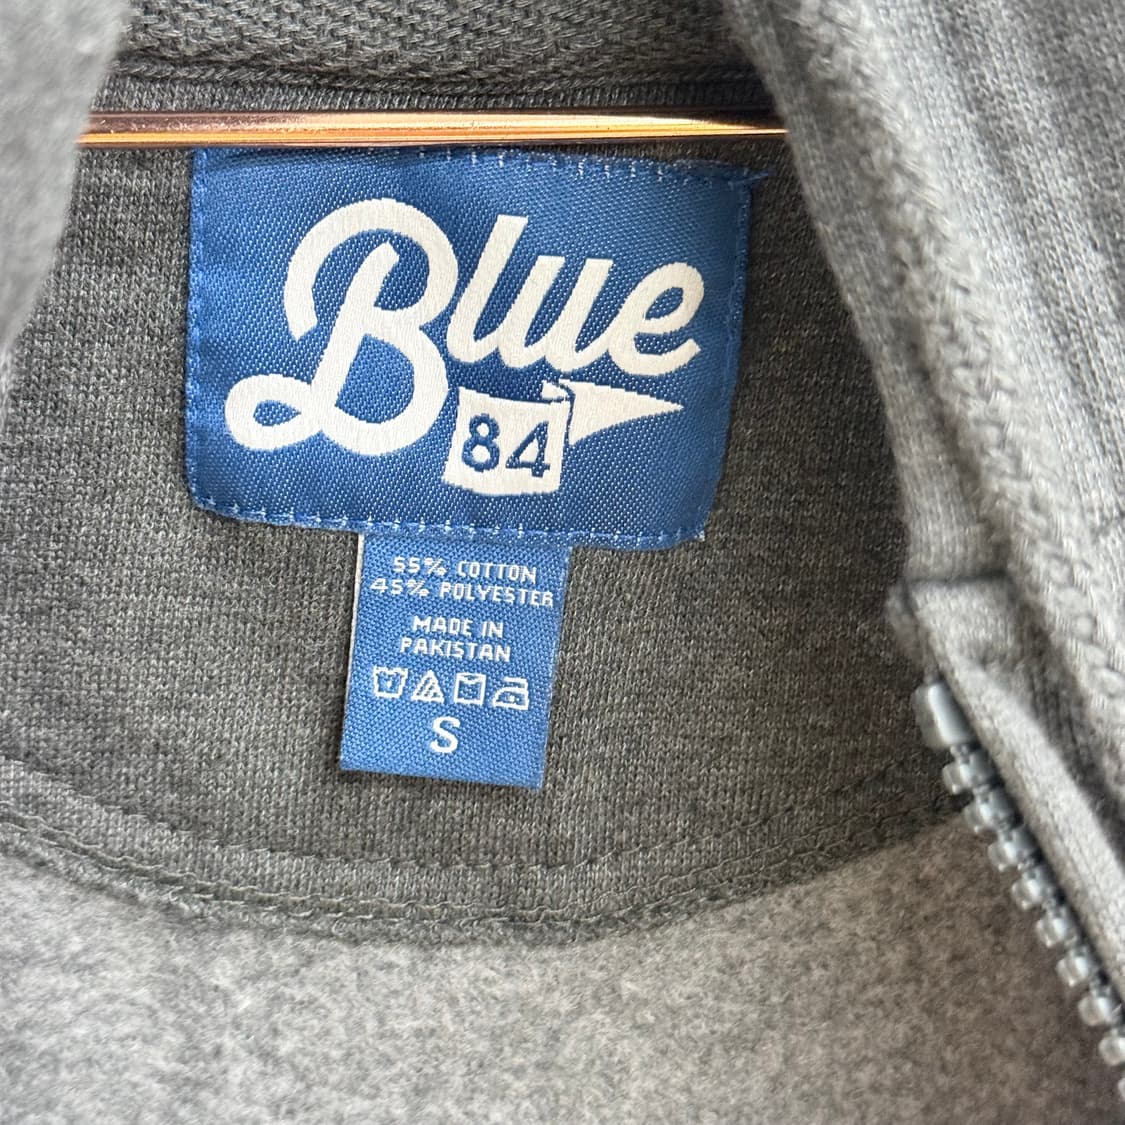 Blue
84
55% COTTON
45% POLYESTER
MADE IN
PAKISTAN
S